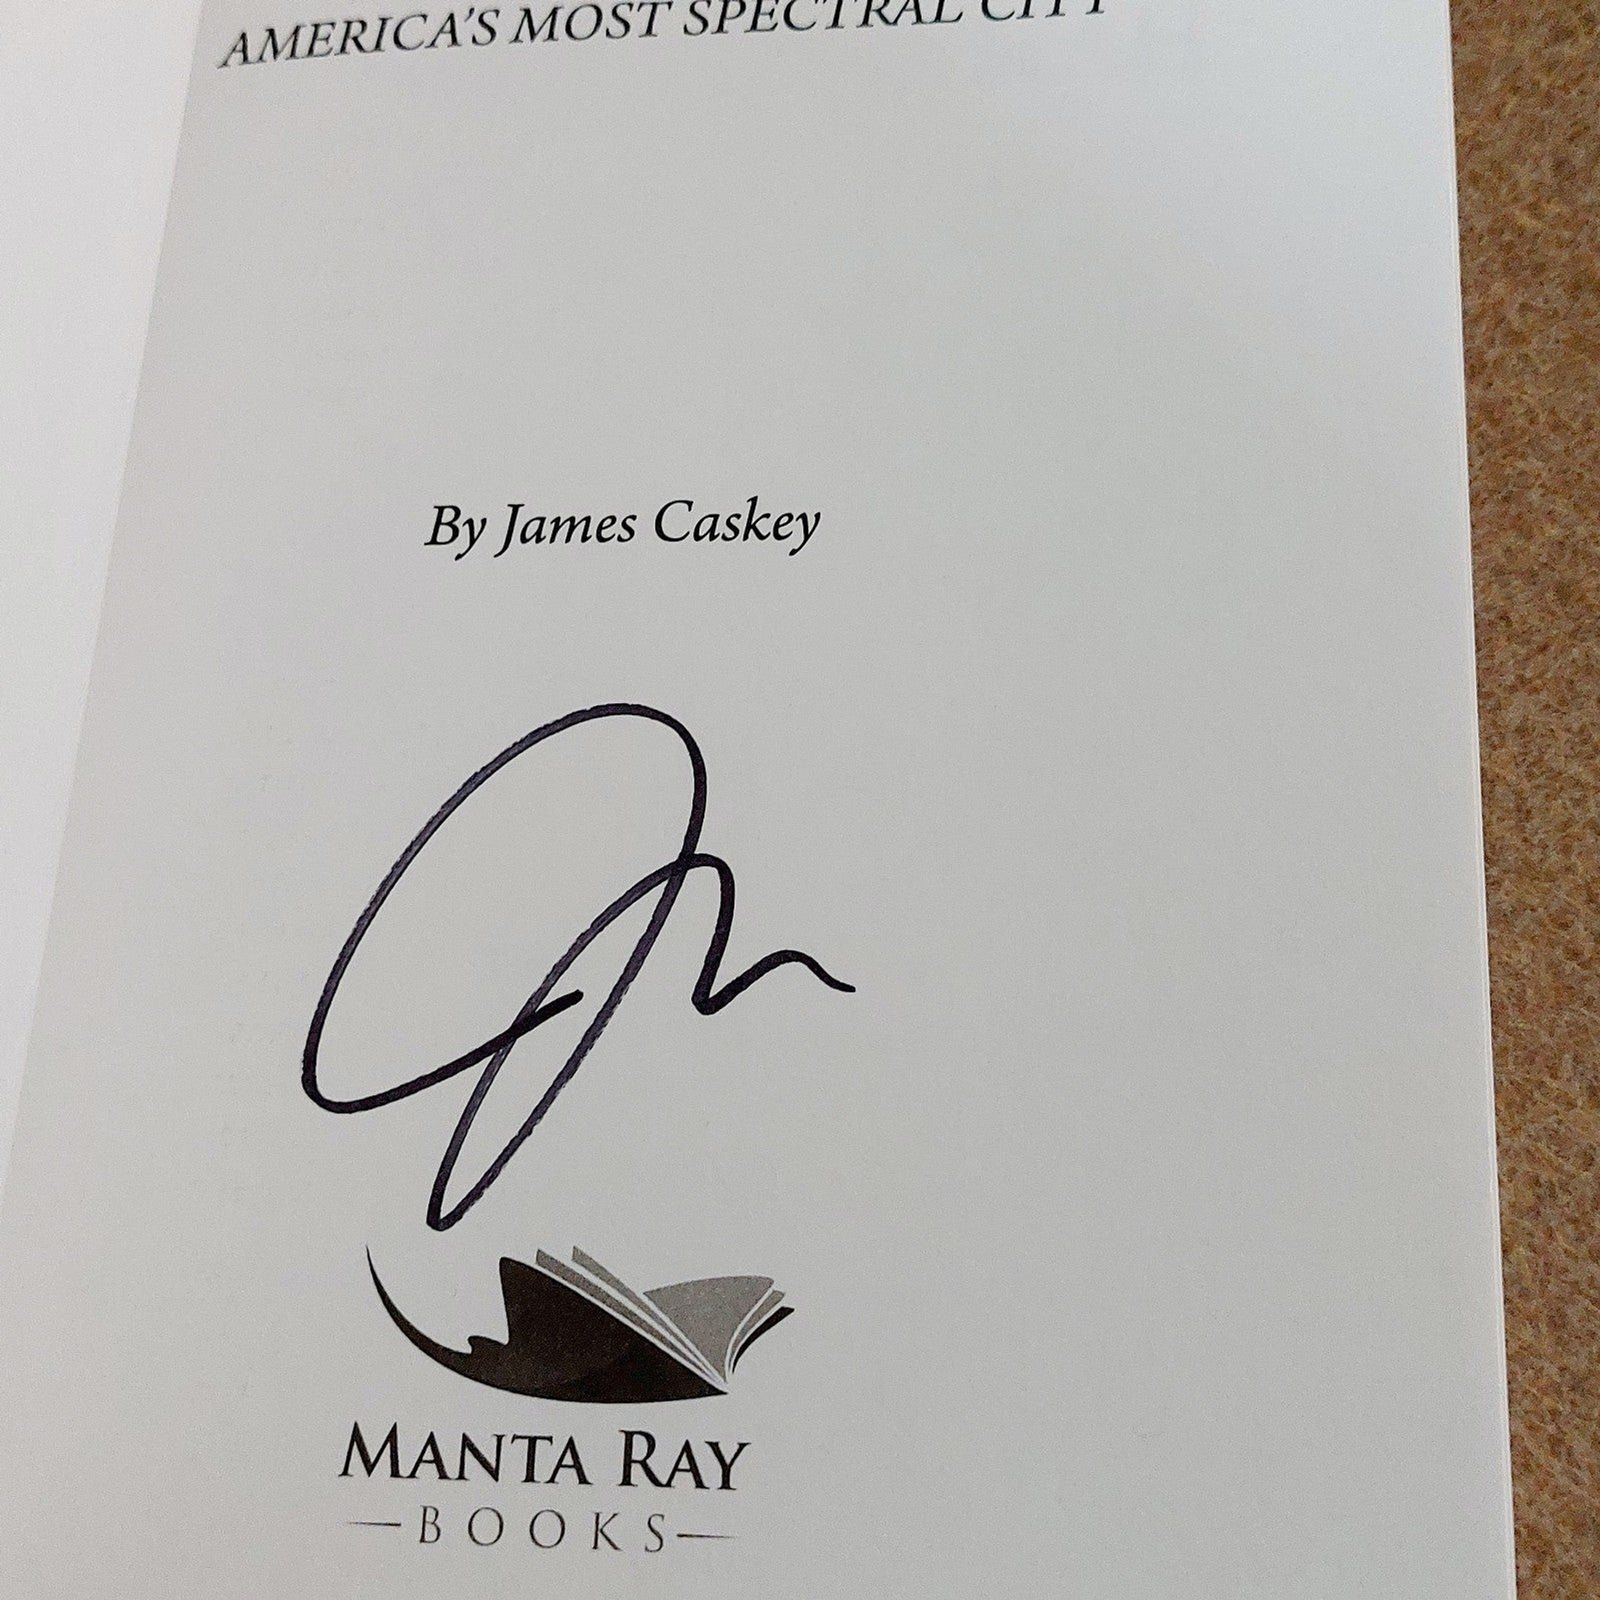 AMERICA'S MOST SPECTRAL CITY
By James Caskey
MANTA RAY
BOOKS